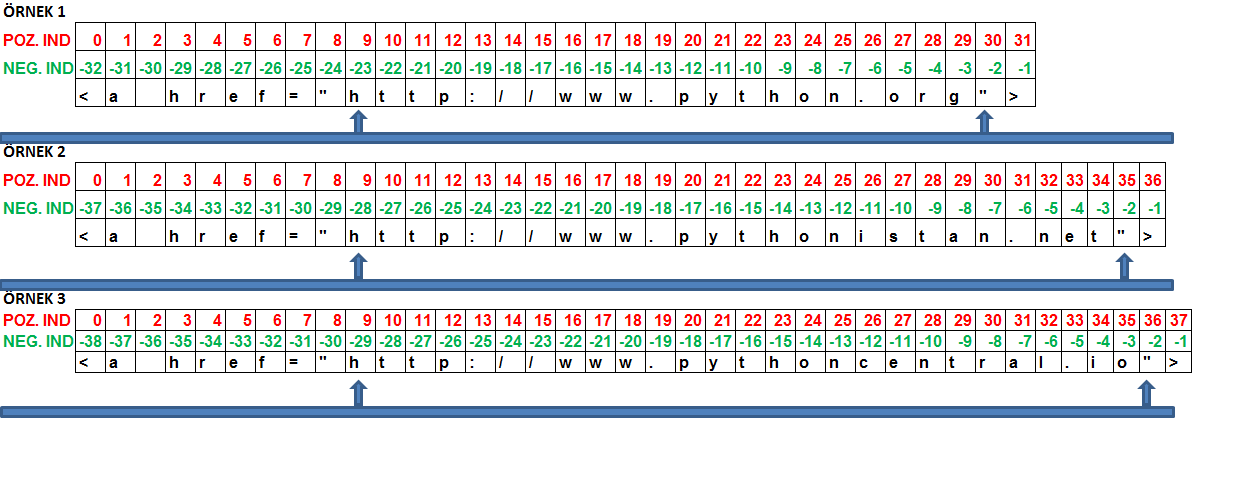 ÖRNEK 1
POZ. IND 0 1 2 3 4 5 6 7 8 9 10 11 12 13 14 15 16 17 18 19 20 21 22 23 24 25 26 27 28 29 30 31
NEG. IND -32 -31 -30 -29 -28 -27 -26 -25 -24 -23 -22 -21 -20 -19 -18 -17 -16 -15 -14 -13 -12 -11 -10 -9 -8 -7 -6 -5 -4 -3 -2 -1
< a h r e f = " h t t p : / / w w w . p y t h o n . o r g " >
ÖRNEK 2
POZ. IND 0 1 2 3 4 5 6 7 8 9 10 11 12 13 14 15 16 17 18 19 20 21 22 23 24 25 26 27 28 29 30 31 32 33 34 35 36
NEG. IND -37 -36 -35 -34 -33 -32 -31 -30 -29 -28 -27 -26 -25 -24 -23 -22 -21 -20 -19 -18 -17 -16 -15 -14 -13 -12 -11 -10 -9 -8 -7 -6 -5 -4 -3 -2 -1
< a h r e f = " h t t p : / / w w w . p y t h o n i s t a n . n e t " >
ÖRNEK 3
POZ. IND 0 1 2 3 4 5 6 7 8 9 10 11 12 13 14 15 16 17 18 19 20 21 22 23 24 25 26 27 28 29 30 31 32 33 34 35 36 37
NEG. IND -38 -37 -36 -35 -34 -33 -32 -31 -30 -29 -28 -27 -26 -25 -24 -23 -22 -21 -20 -19 -18 -17 -16 -15 -14 -13 -12 -11 -10 -9 -8 -7 -6 -5 -4 -3 -2 -1
< a h r e f = " h t t p : / / w w w . p y t h o n c e n t r a l . i o " >